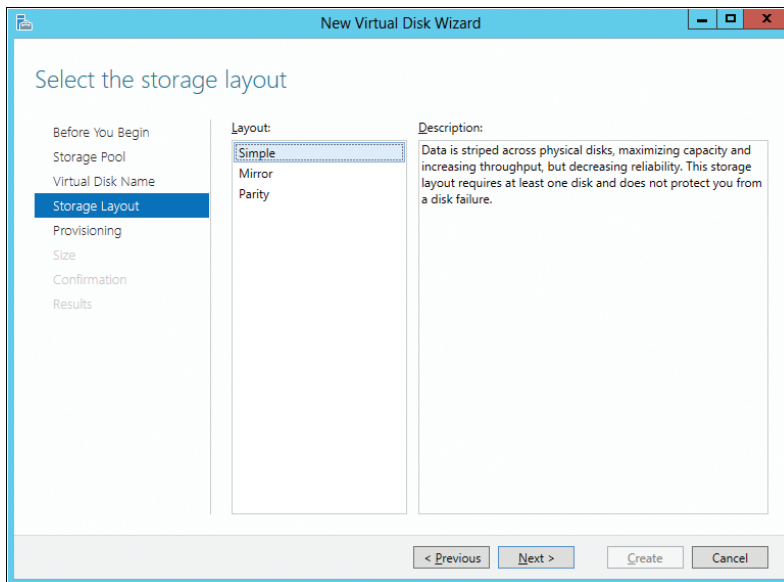 New Virtual Disk Wizard
Select the storage layout
Before You Begin
Storage Pool
Virtual Disk Name
Storage Layout
Provisioning
Size
Confirmation
Results
Layout:
Simple
Mirror
Parity
Description:
Data is striped across physical disks, maximizing capacity and
increasing throughput, but decreasing reliability. This storage
layout requires at least one disk and does not protect you from
a disk failure.
< Previous
Next >
Create
Cancel